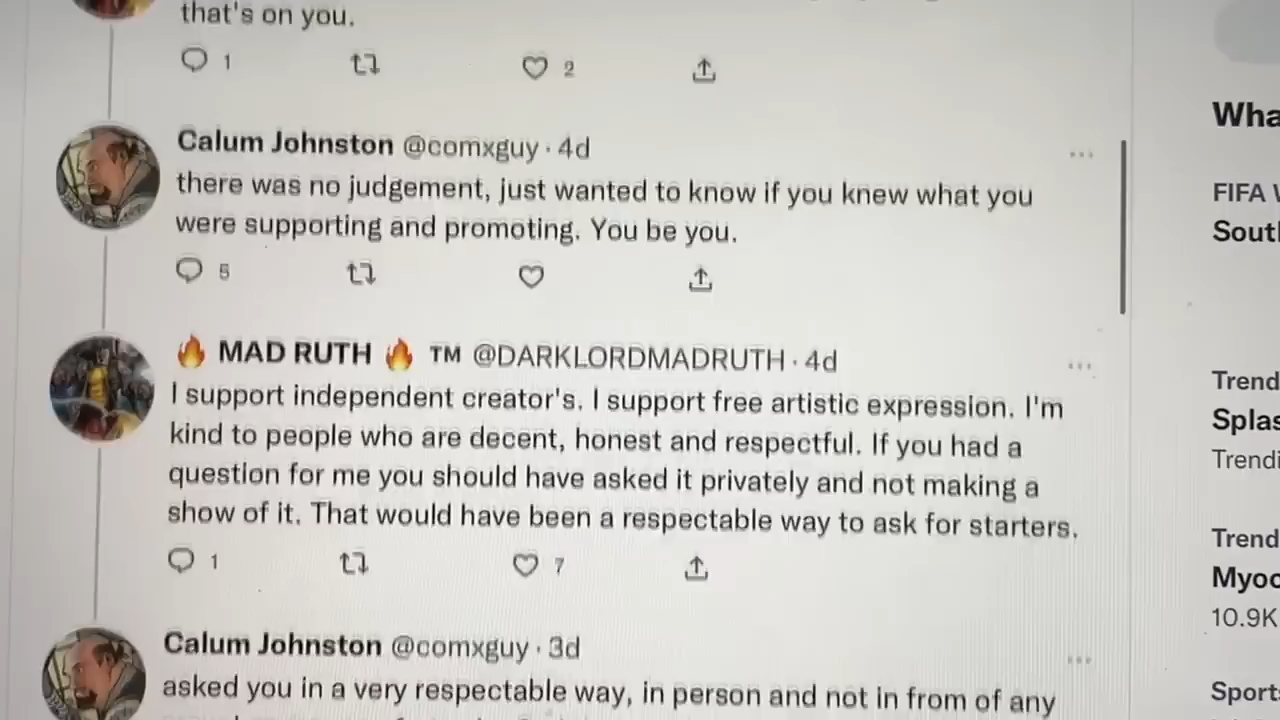 that's on you.
1 2
Calum Johnston @comxguy · 4d
there was no judgement, just wanted to know if you knew what you
were supporting and promoting. You be you.
5
🔥 MAD RUTH 🔥 ™ @DARKLORDMADRUTH · 4d
I support independent creator's. I support free artistic expression. I'm
kind to people who are decent, honest and respectful. If you had a
question for me you should have asked it privately and not making a
show of it. That would have been a respectable way to ask for starters.
1 7
Calum Johnston @comxguy · 3d
asked you in a very respectable way, in person and not in from of any
Wha
FIFA W
South
Trend
Splas
Trendi
Trend
Myoc
10.9K
Sports